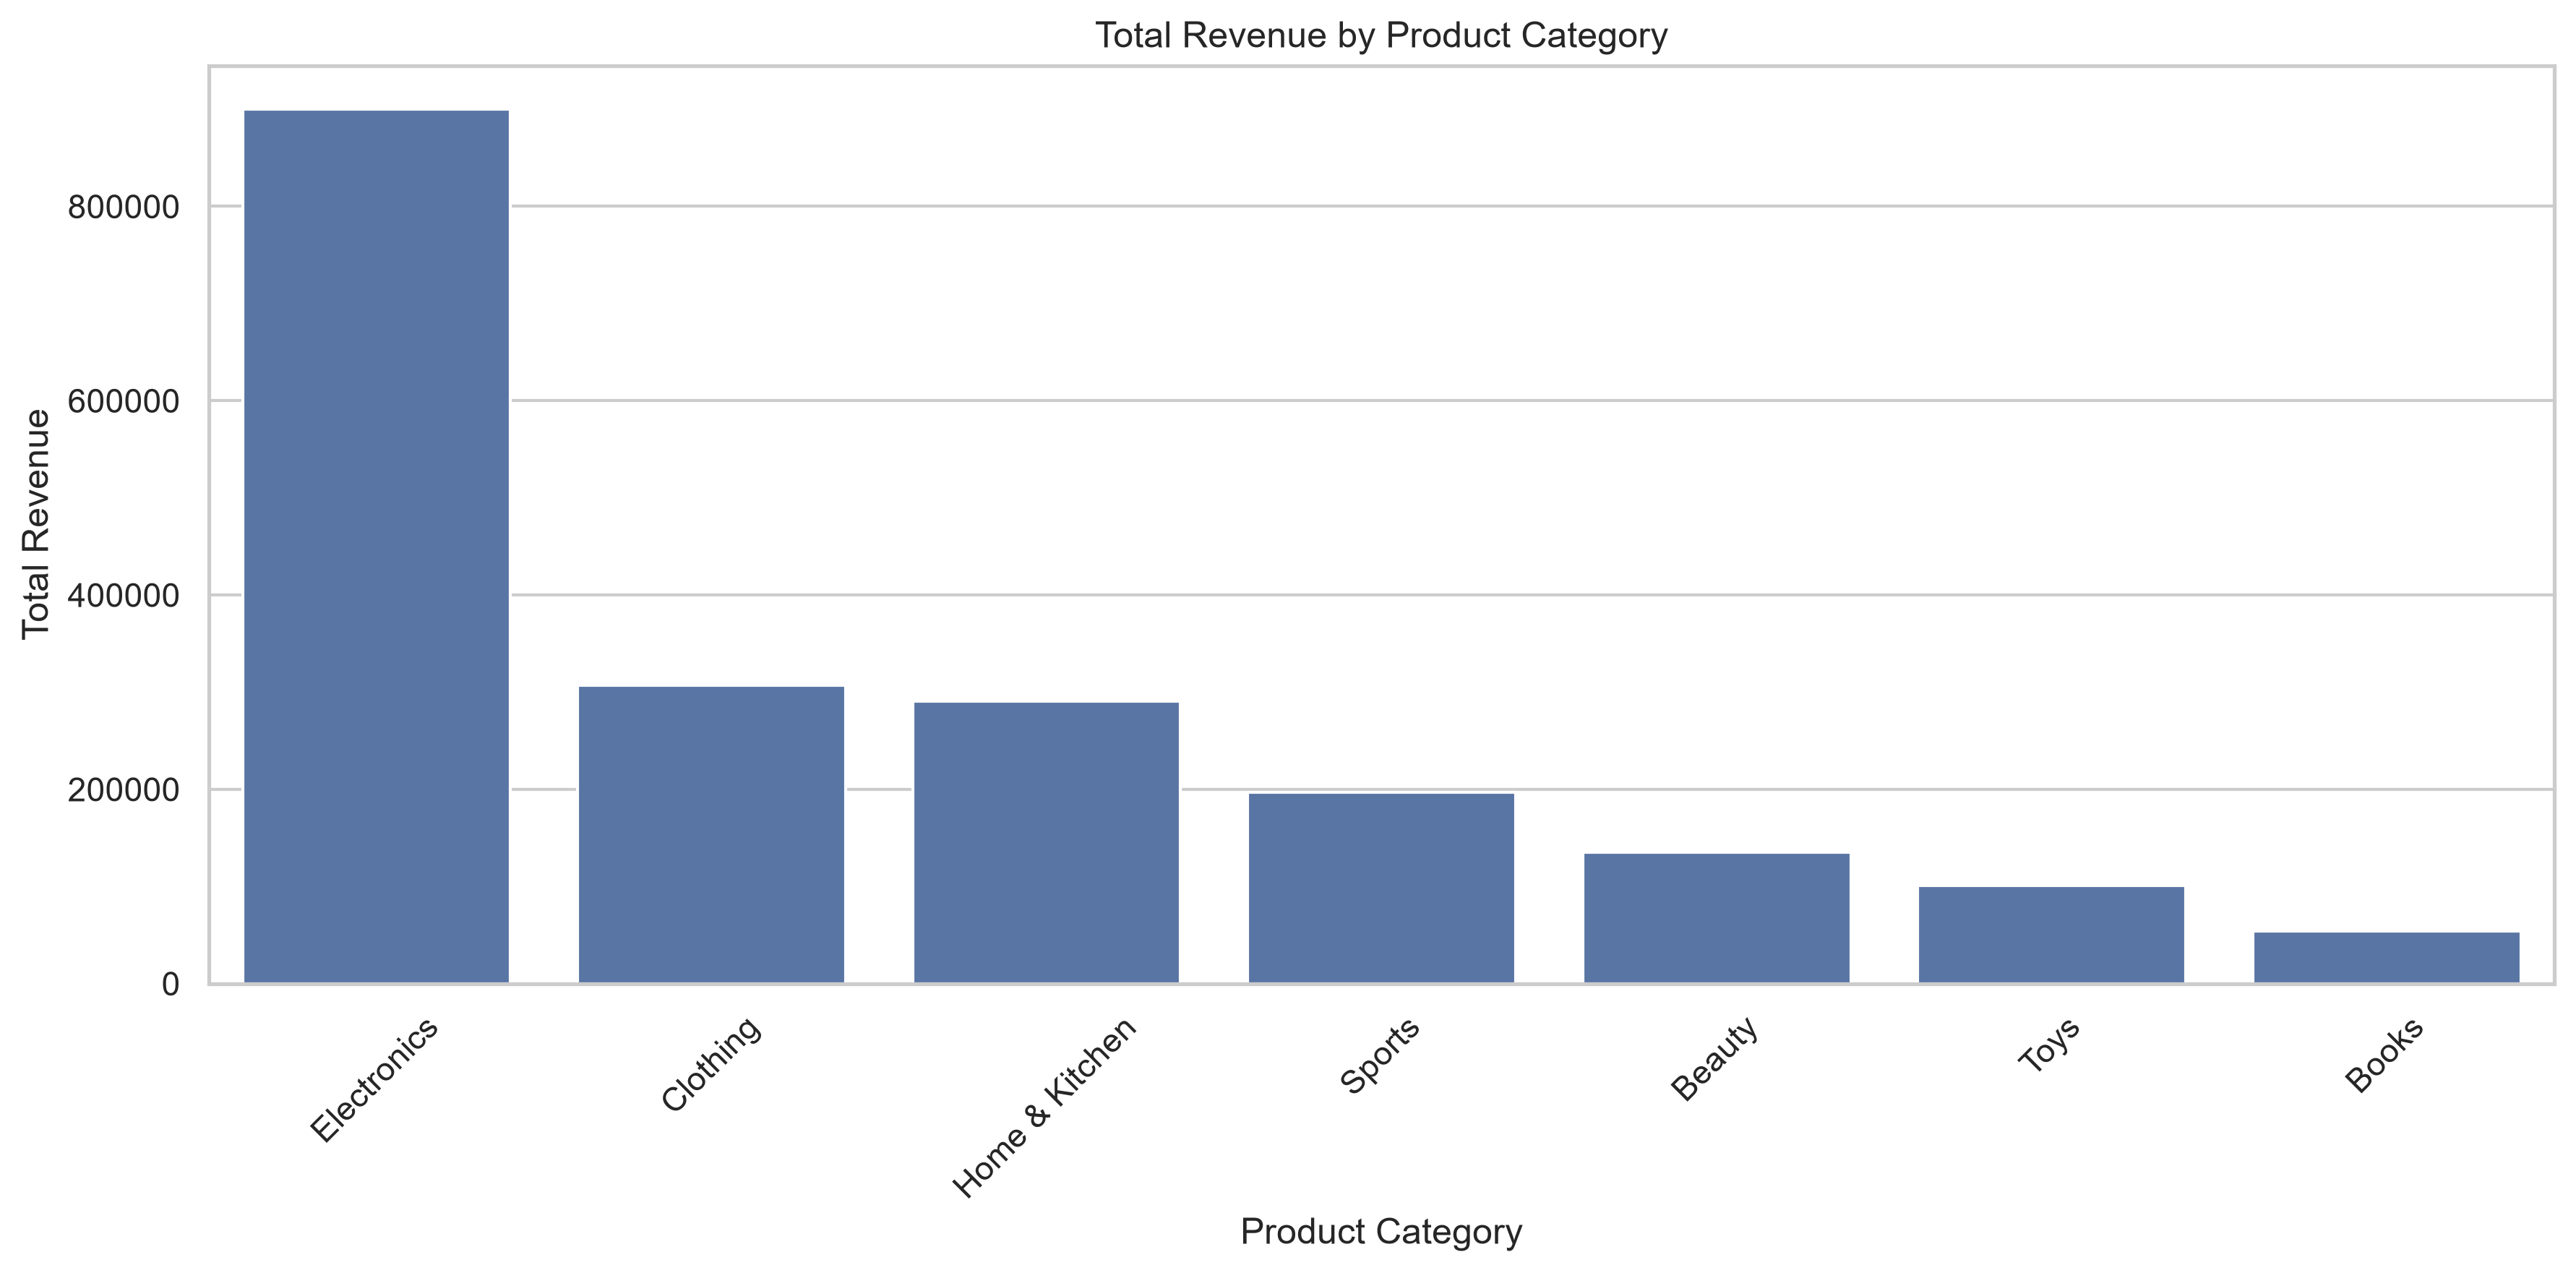 Total Revenue by Product Category
Total Revenue
800000
600000
400000
200000
0
Electronics
Clothing
Home & Kitchen
Sports
Beauty
Toys
Books
Product Category